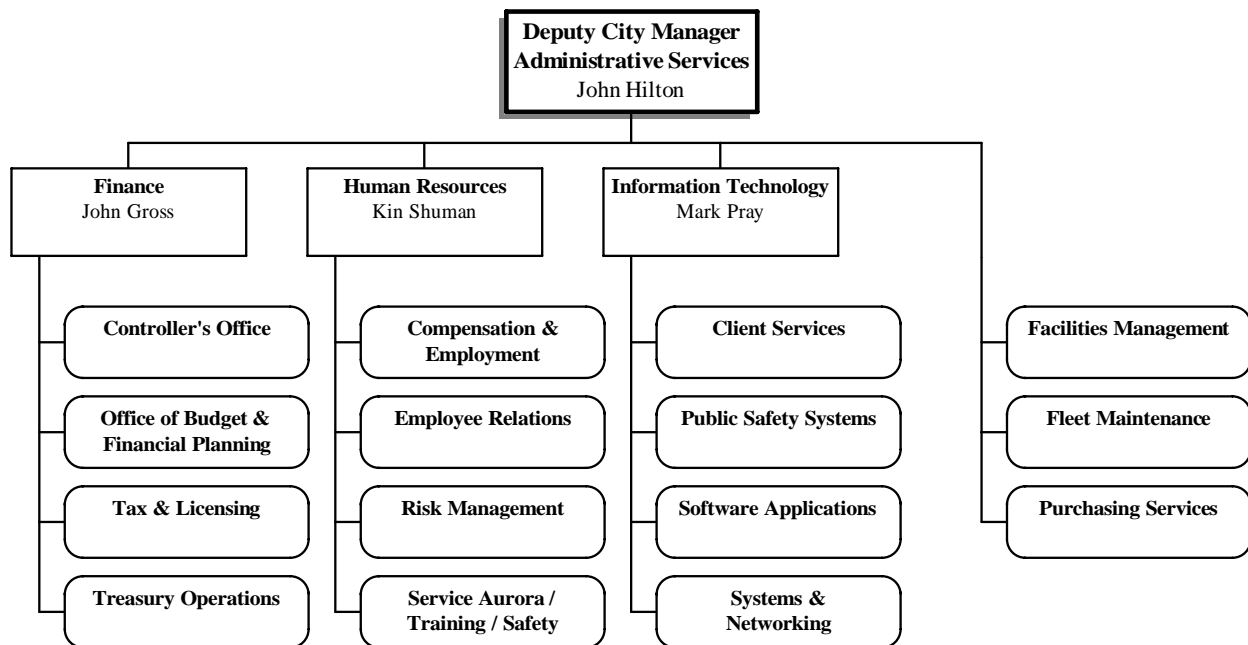 Deputy City Manager
Administrative Services
John Hilton
Finance
John Gross
Human Resources
Kin Shuman
Information Technology
Mark Pray
Controller's Office
Office of Budget &
Financial Planning
Tax & Licensing
Treasury Operations
Compensation &
Employment
Employee Relations
Risk Management
Service Aurora /
Training / Safety
Client Services
Public Safety Systems
Software Applications
Systems &
Networking
Facilities Management
Fleet Maintenance
Purchasing Services